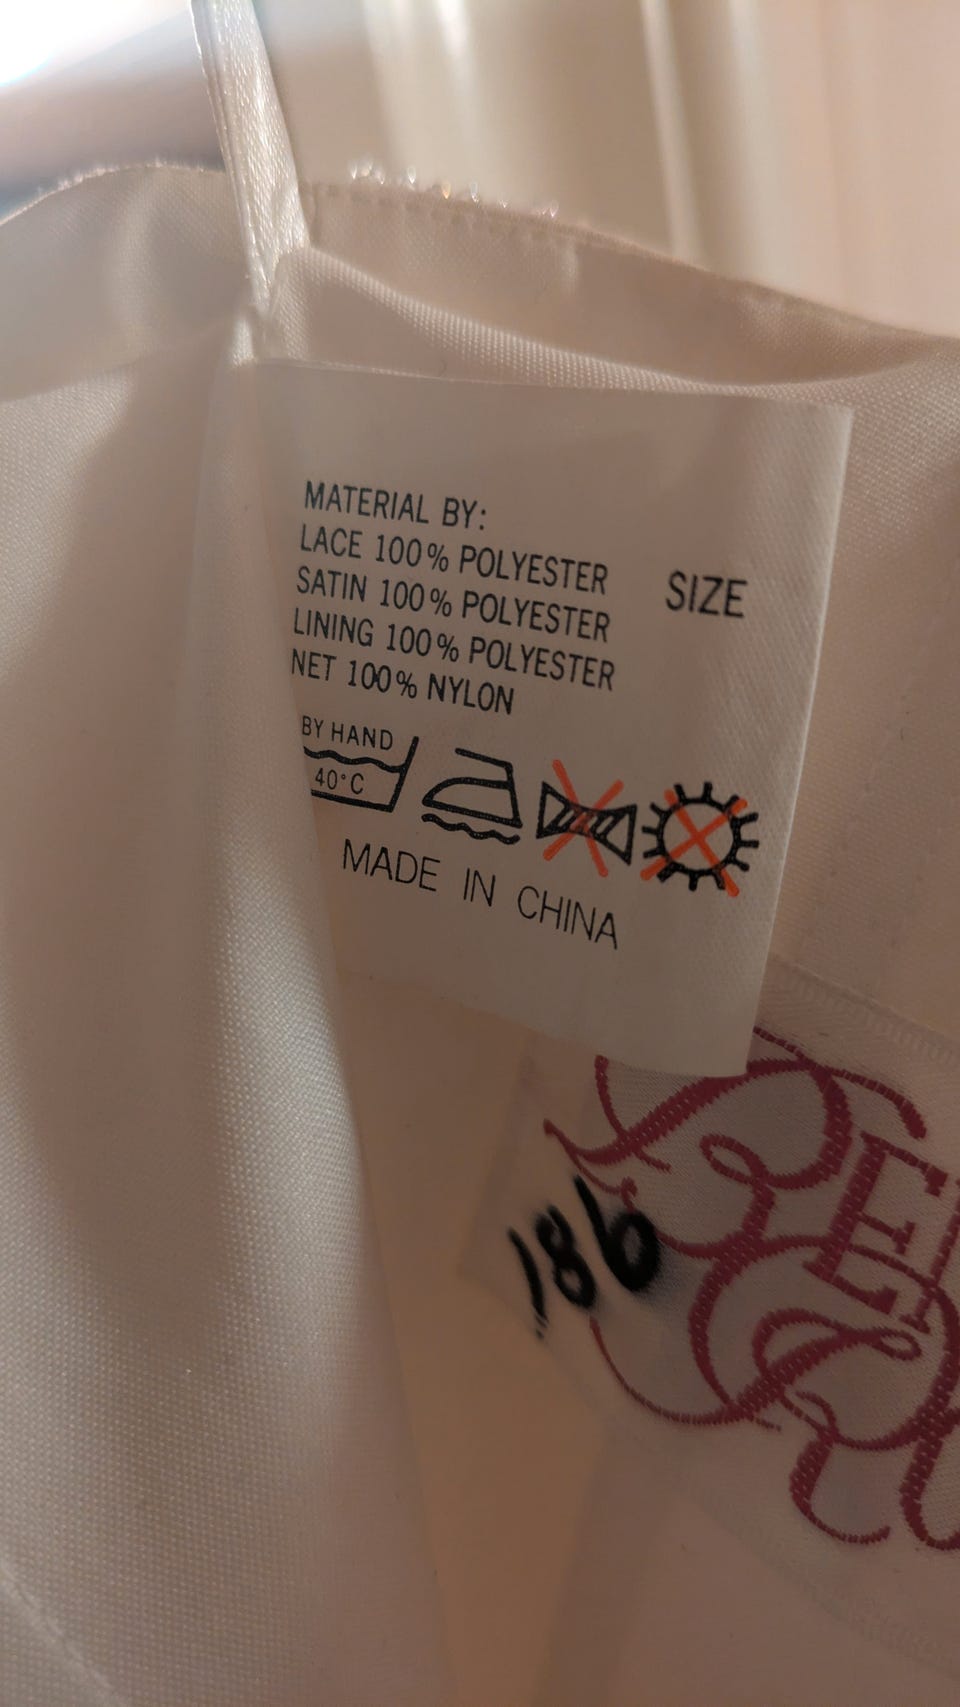 MATERIAL BY:
LACE 100% POLYESTER
SATIN 100% POLYESTER
LINING 100% POLYESTER
NET 100% NYLON
SIZE
BY HAND
40°C
MADE IN CHINA
186